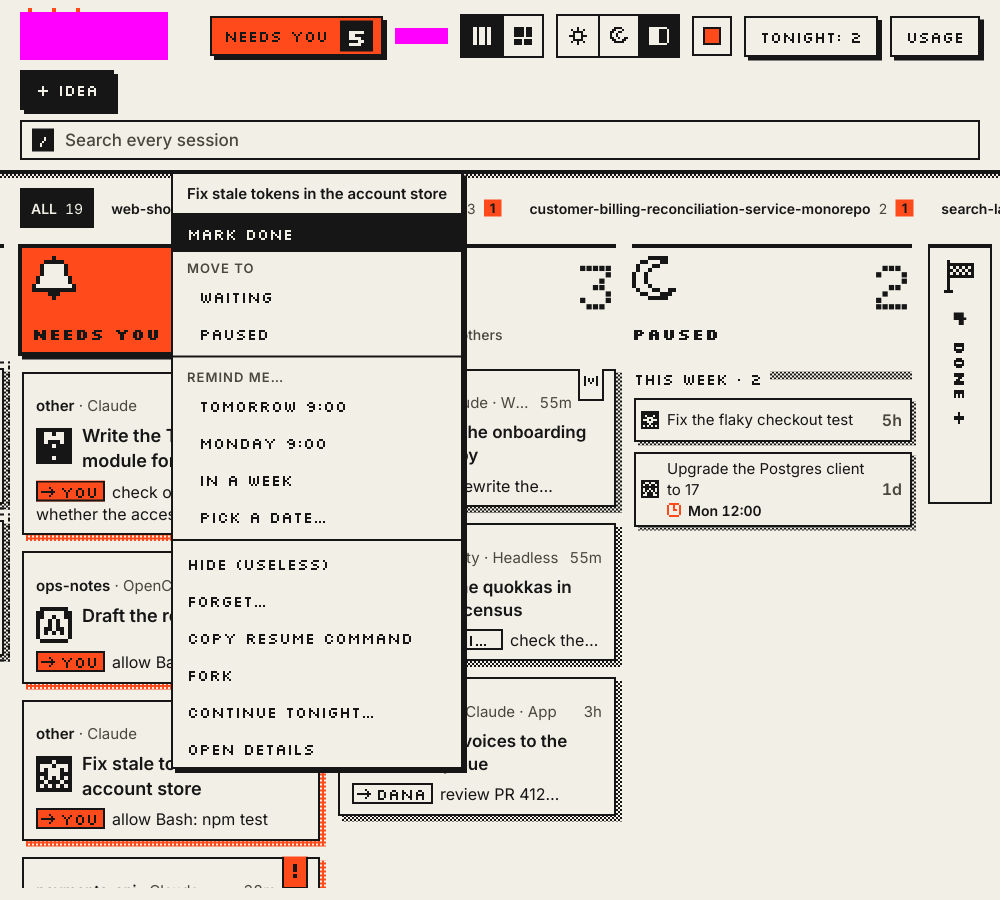 NEEDS YOU 5
TONIGHT: 2
USAGE
+ IDEA
/ Search every session
ALL 19
web-sho
3 1
customer-billing-reconciliation-service-monorepo 2 1
search-la
Fix stale tokens in the account store
MARK DONE
MOVE TO
WAITING
PAUSED
REMIND ME…
TOMORROW 9:00
MONDAY 9:00
IN A WEEK
PICK A DATE…
HIDE (USELESS)
FORGET…
COPY RESUME COMMAND
FORK
CONTINUE TONIGHT…
OPEN DETAILS
NEEDS YOU
other · Claude
Write the T
module for
→ YOU check o
whether the acces
ops-notes · OpenC
Draft the re
→ YOU allow Ba
other · Claude
Fix stale to
account store
→ YOU allow Bash: npm test
!
3
thers
ude · W… 55m
he onboarding
py
ewrite the…
ty · Headless 55m
e quokkas in
census
I… check the…
Claude · App 3h
voices to the
ue
→ DANA review PR 412…
2
PAUSED
THIS WEEK · 2
Fix the flaky checkout test 5h
Upgrade the Postgres client
to 17 1d
Mon 12:00
4 DONE +